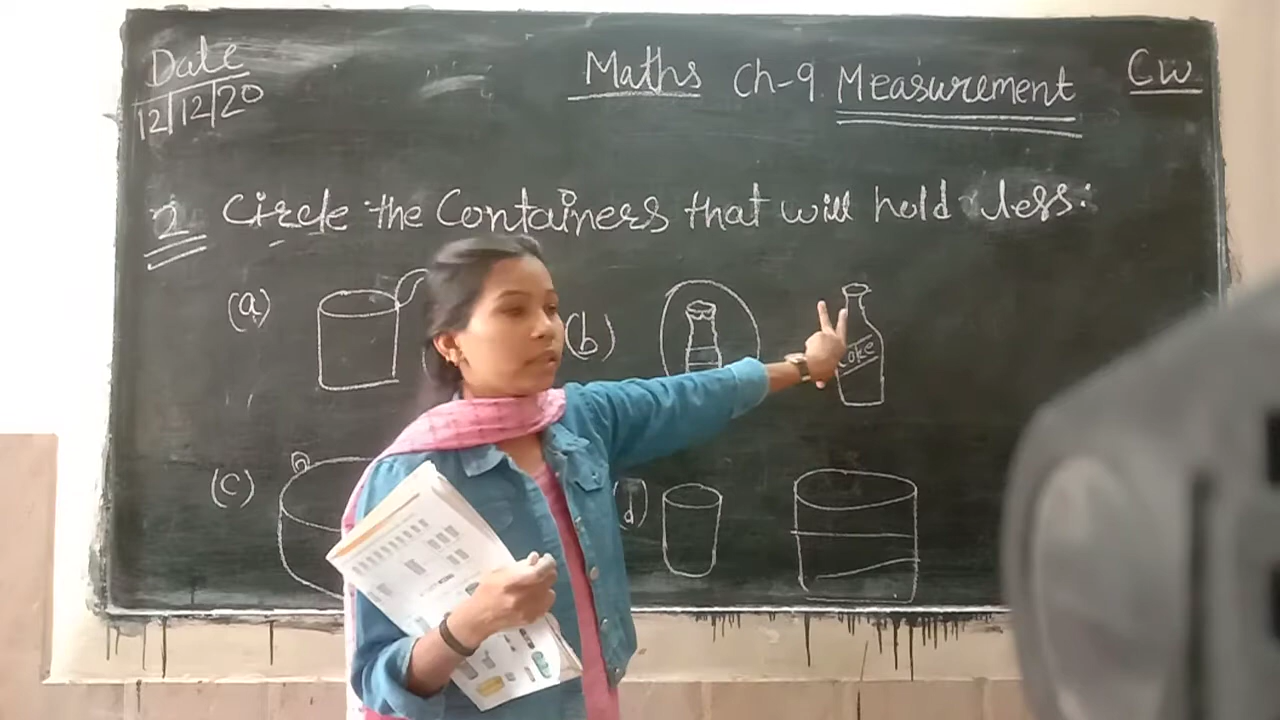 Date
12/12/20
Maths Ch-9 Measurement
CW
2 Circle the Containers that will hold less:
(a)
(b)
Coke
(c)
(d)